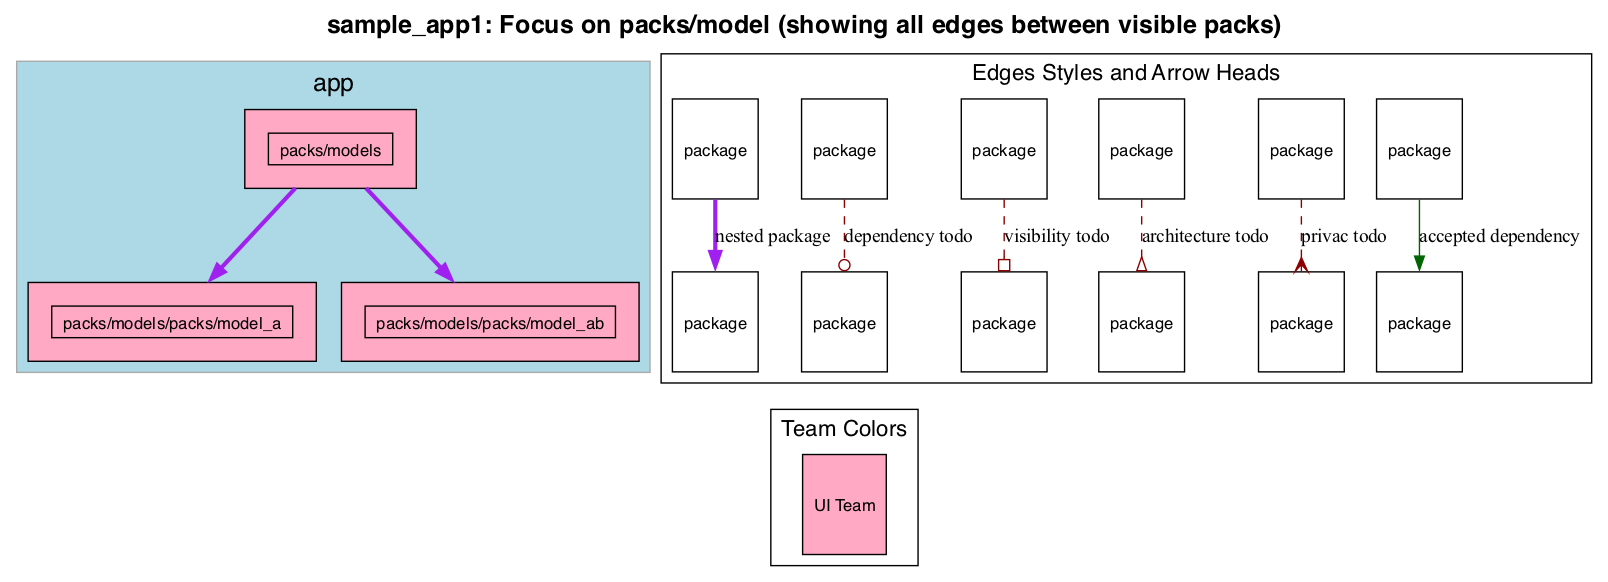 sample_app1: Focus on packs/model (showing all edges between visible packs)
app
packs/models
packs/models/packs/model_a
packs/models/packs/model_ab
Edges Styles and Arrow Heads
package package package package package package
nested package dependency todo visibility todo architecture todo privac todo accepted dependency
package package package package package package
Team Colors
UI Team